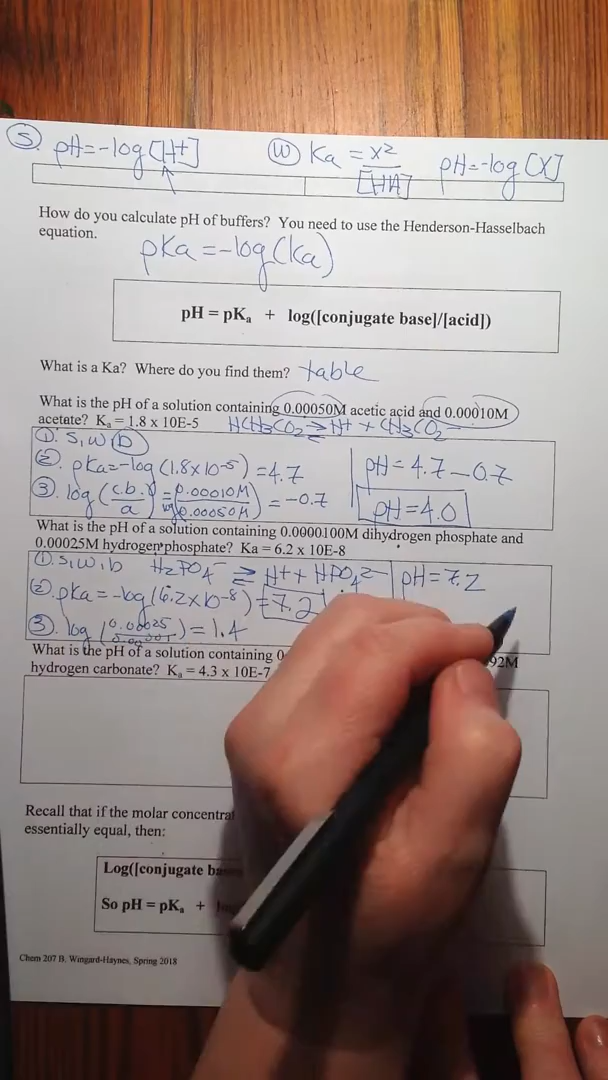 Ⓢ pH=-log[H+] Ⓦ Ka = x²/[HA] pH=-log[X]
How do you calculate pH of buffers? You need to use the Henderson-Hasselbach
equation.
pKa=-log(Ka)
pH = pKₐ + log([conjugate base]/[acid])
What is a Ka? Where do you find them? table
What is the pH of a solution containing 0.00050M acetic acid and 0.00010M
acetate? Kₐ = 1.8 x 10E-5 HCH₃CO₂ ⇌ H+ + CH₃CO₂-
①. S, W, b
②. pKa=-log(1.8x10⁻⁵)=4.7 pH=4.7-0.7
③. log(c.b./a)=log(0.00010M/0.00050M)=-0.7 pH=4.0
What is the pH of a solution containing 0.0000100M dihydrogen phosphate and
0.00025M hydrogen phosphate? Ka = 6.2 x 10E-8
①. S, W, b H₂PO₄⁻ ⇌ H+ + HPO₄²⁻ pH=7.2
②. pKa=-log(6.2x10⁻⁸)=7.2
③. log(0.00025/0.00001)=1.4
What is the pH of a solution containing 92M
hydrogen carbonate? Kₐ = 4.3 x 10E-7
Recall that if the molar
essentially equal, then:
Log([conjugate
So pH = pKₐ +
Chem 207 B. Wingard-Haynes, Spring 2018